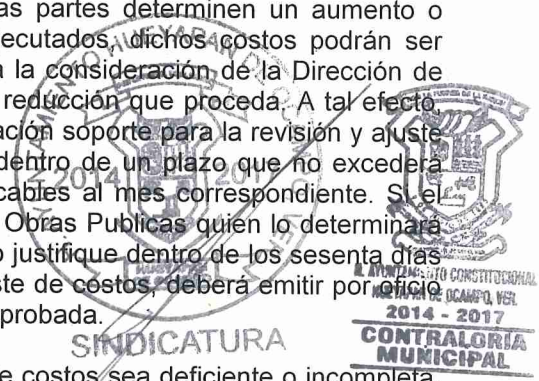 as partes determinen un aumento o
ecutados, dichos costos podrán ser
a la consideración de la Dirección de
reducción que proceda. A tal efecto,
ación soporte para la revisión y ajuste
dentro de un plazo que no excederá
cables al mes correspondiente. Si el
Obras Publicas quien lo determinará
o justifique dentro de los sesenta días
ste de costos, deberá emitir por oficio
probada.
SINDICATURA
e costos sea deficiente o incompleta,
2014 2017
H. AYUNTAMIENTO CONSTITUCIONAL
DE OCAMPO, VER.
2014 - 2017
CONTRALORIA
MUNICIPAL